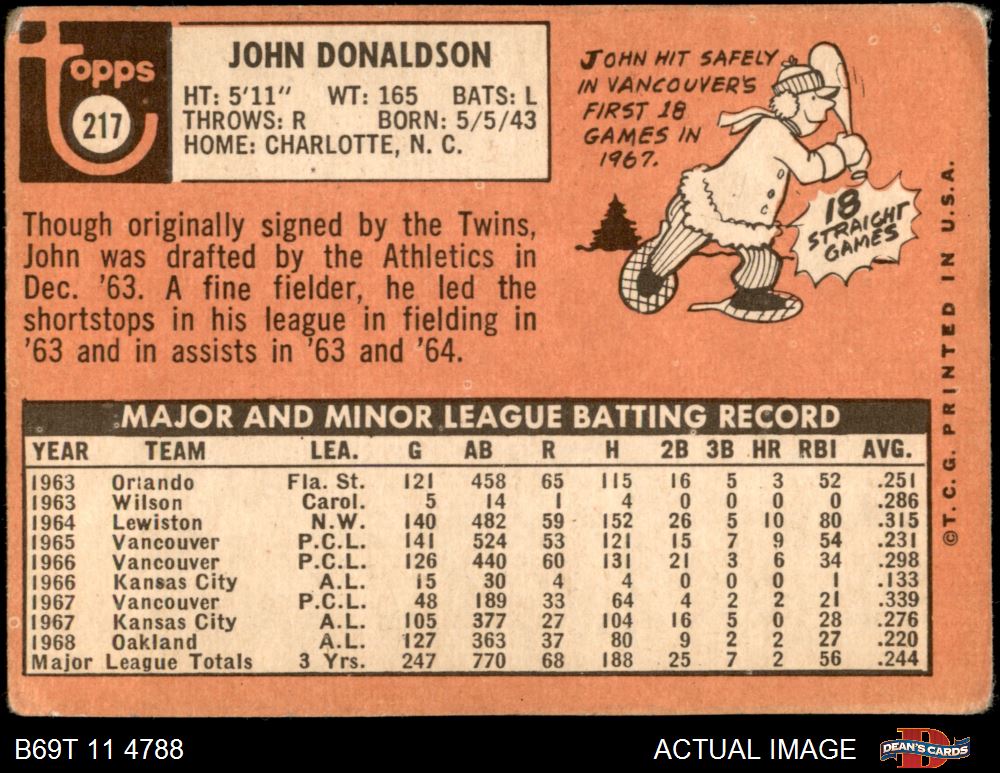 Topps
217
JOHN DONALDSON
HT: 5'11" WT: 165 BATS: L
THROWS: R BORN: 5/5/43
HOME: CHARLOTTE, N. C.
JOHN HIT SAFELY
IN VANCOUVER'S
FIRST 18
GAMES IN
1967.
18
STRAIGHT
GAMES
Though originally signed by the Twins,
John was drafted by the Athletics in
Dec. '63. A fine fielder, he led the
shortstops in his league in fielding in
'63 and in assists in '63 and '64.
MAJOR AND MINOR LEAGUE BATTING RECORD
YEAR TEAM LEA. G AB R H 2B 3B HR RBI AVG.
1963 Orlando Fla. St. 121 458 65 115 16 5 3 52 .251
1963 Wilson Carol. 5 14 1 4 0 0 0 0 .286
1964 Lewiston N.W. 140 482 59 152 26 5 10 80 .315
1965 Vancouver P.C.L. 141 524 53 121 15 7 9 54 .231
1966 Vancouver P.C.L. 126 440 60 131 21 3 6 34 .298
1966 Kansas City A.L. 15 30 4 4 0 0 0 1 .133
1967 Vancouver P.C.L. 48 189 33 64 4 2 2 21 .339
1967 Kansas City A.L. 105 377 27 104 16 5 0 28 .276
1968 Oakland A.L. 127 363 37 80 9 2 2 27 .220
Major League Totals 3 Yrs. 247 770 68 188 25 7 2 56 .244
©T. C. G. PRINTED IN U.S.A.
B69T 11 4788
ACTUAL IMAGE
DEAN'S CARDS